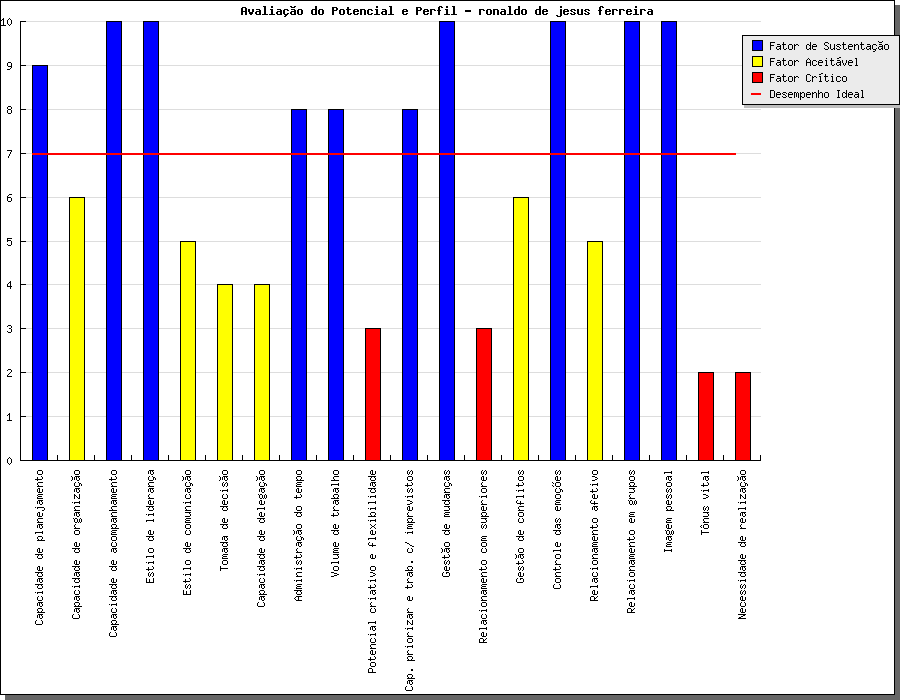 Avaliação do Potencial e Perfil - ronaldo de jesus ferreira
Fator de Sustentação
Fator Aceitável
Fator Crítico
Desempenho Ideal
10
9
8
7
6
5
4
3
2
1
0
Capacidade de planejamento
Capacidade de organização
Capacidade de acompanhamento
Estilo de liderança
Estilo de comunicação
Tomada de decisão
Capacidade de delegação
Administração do tempo
Volume de trabalho
Potencial criativo e flexibilidade
Cap. priorizar e trab. c/ imprevistos
Gestão de mudanças
Relacionamento com superiores
Gestão de conflitos
Controle das emoções
Relacionamento afetivo
Relacionamento em grupos
Imagem pessoal
Tônus vital
Necessidade de realização